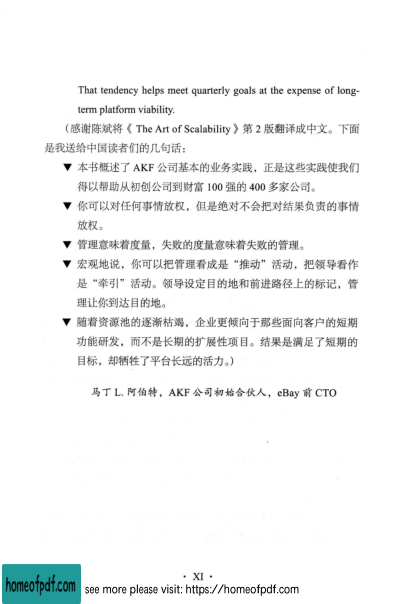 That tendency helps meet quarterly goals at the expense of long-
term platform viability.
（感谢陈斌将《 The Art of Scalability 》第 2 版翻译成中文。下面
是我送给中国读者们的几句话：
▼ 本书概述了 AKF 公司基本的业务实践，正是这些实践使我们
得以帮助从初创公司到财富 100 强的 400 多家公司。
▼ 你可以对任何事情放权，但是绝对不会把对结果负责的事情
放权。
▼ 管理意味着度量，失败的度量意味着失败的管理。
▼ 宏观地说，你可以把管理看成是“推动”活动，把领导看作
是“牵引”活动。领导设定目的地和前进路径上的标记，管
理让你到达目的地。
▼ 随着资源池的逐渐枯竭，企业更倾向于那些面向客户的短期
功能研发，而不是长期的扩展性项目。结果是满足了短期的
目标，却牺牲了平台长远的活力。）
马丁 L. 阿伯特，AKF 公司初始合伙人，eBay 前 CTO
· XI ·
homeofpdf.com
see more please visit: https://homeofpdf.com